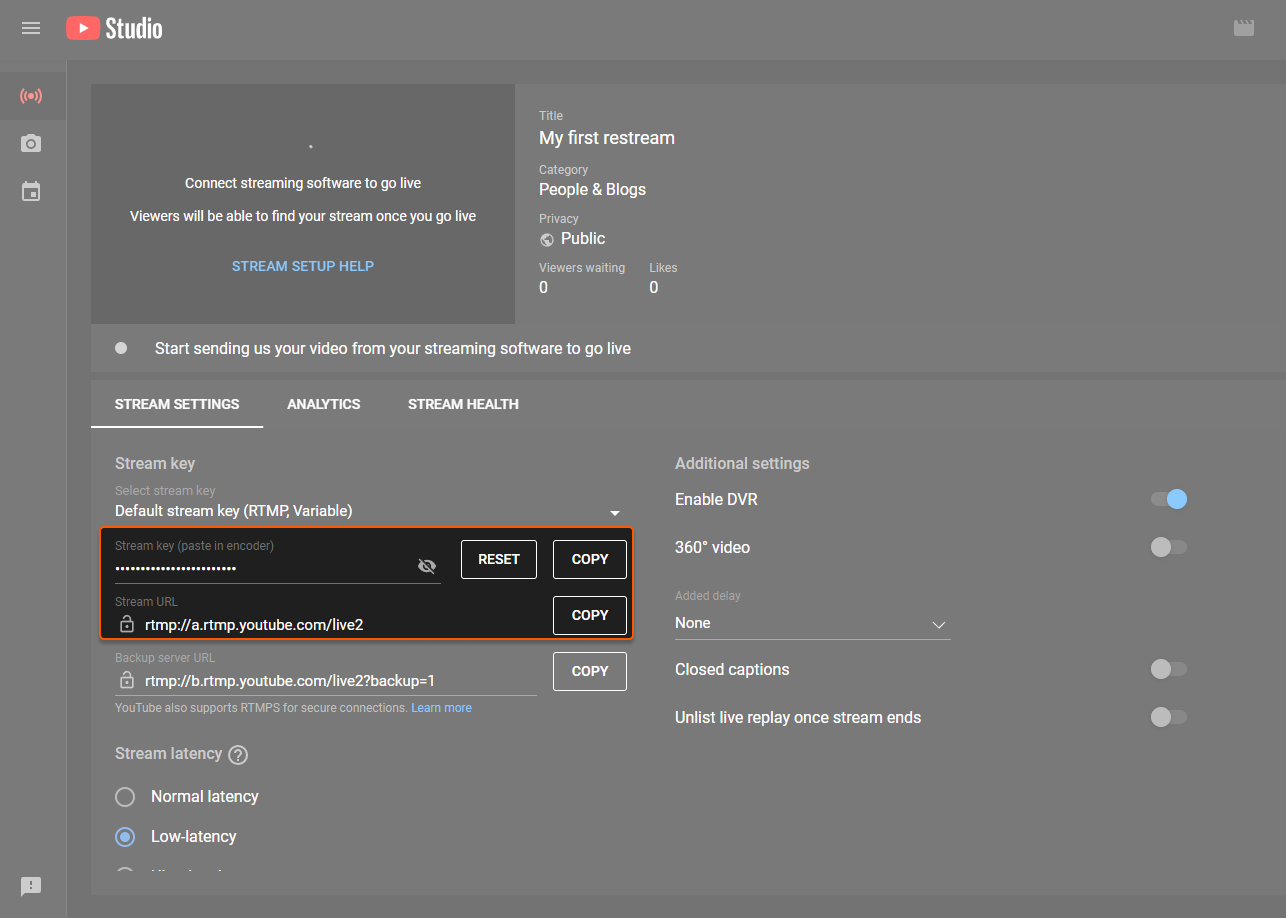 Studio
Connect streaming software to go live
Viewers will be able to find your stream once you go live
STREAM SETUP HELP
Title
My first restream
Category
People & Blogs
Privacy
Public
Viewers waiting Likes
0 0
Start sending us your video from your streaming software to go live
STREAM SETTINGS ANALYTICS STREAM HEALTH
Stream key
Select stream key
Default stream key (RTMP, Variable)
Stream key (paste in encoder)
•••••••••••••••••••••••• RESET COPY
Stream URL
rtmp://a.rtmp.youtube.com/live2 COPY
Backup server URL
rtmp://b.rtmp.youtube.com/live2?backup=1 COPY
YouTube also supports RTMPS for secure connections. Learn more
Stream latency ?
Normal latency
Low-latency
Additional settings
Enable DVR
360° video
Added delay
None
Closed captions
Unlist live replay once stream ends